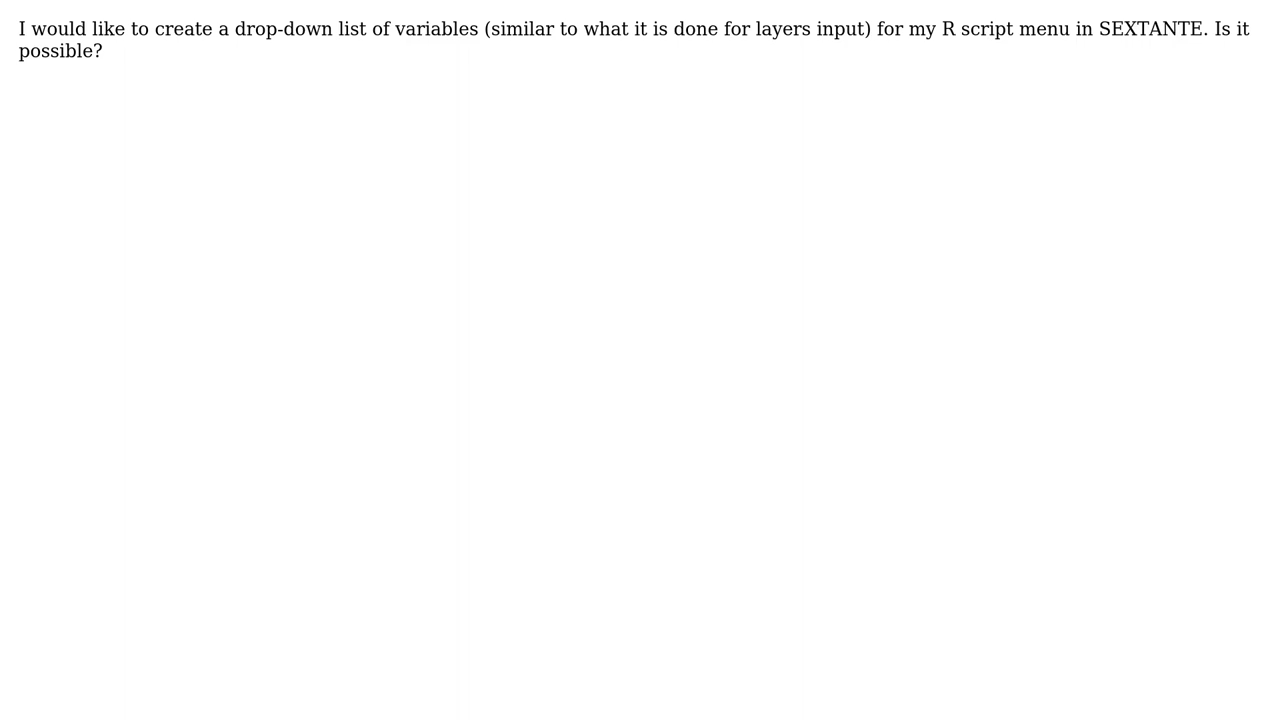 I would like to create a drop-down list of variables (similar to what it is done for layers input) for my R script menu in SEXTANTE. Is it
possible?